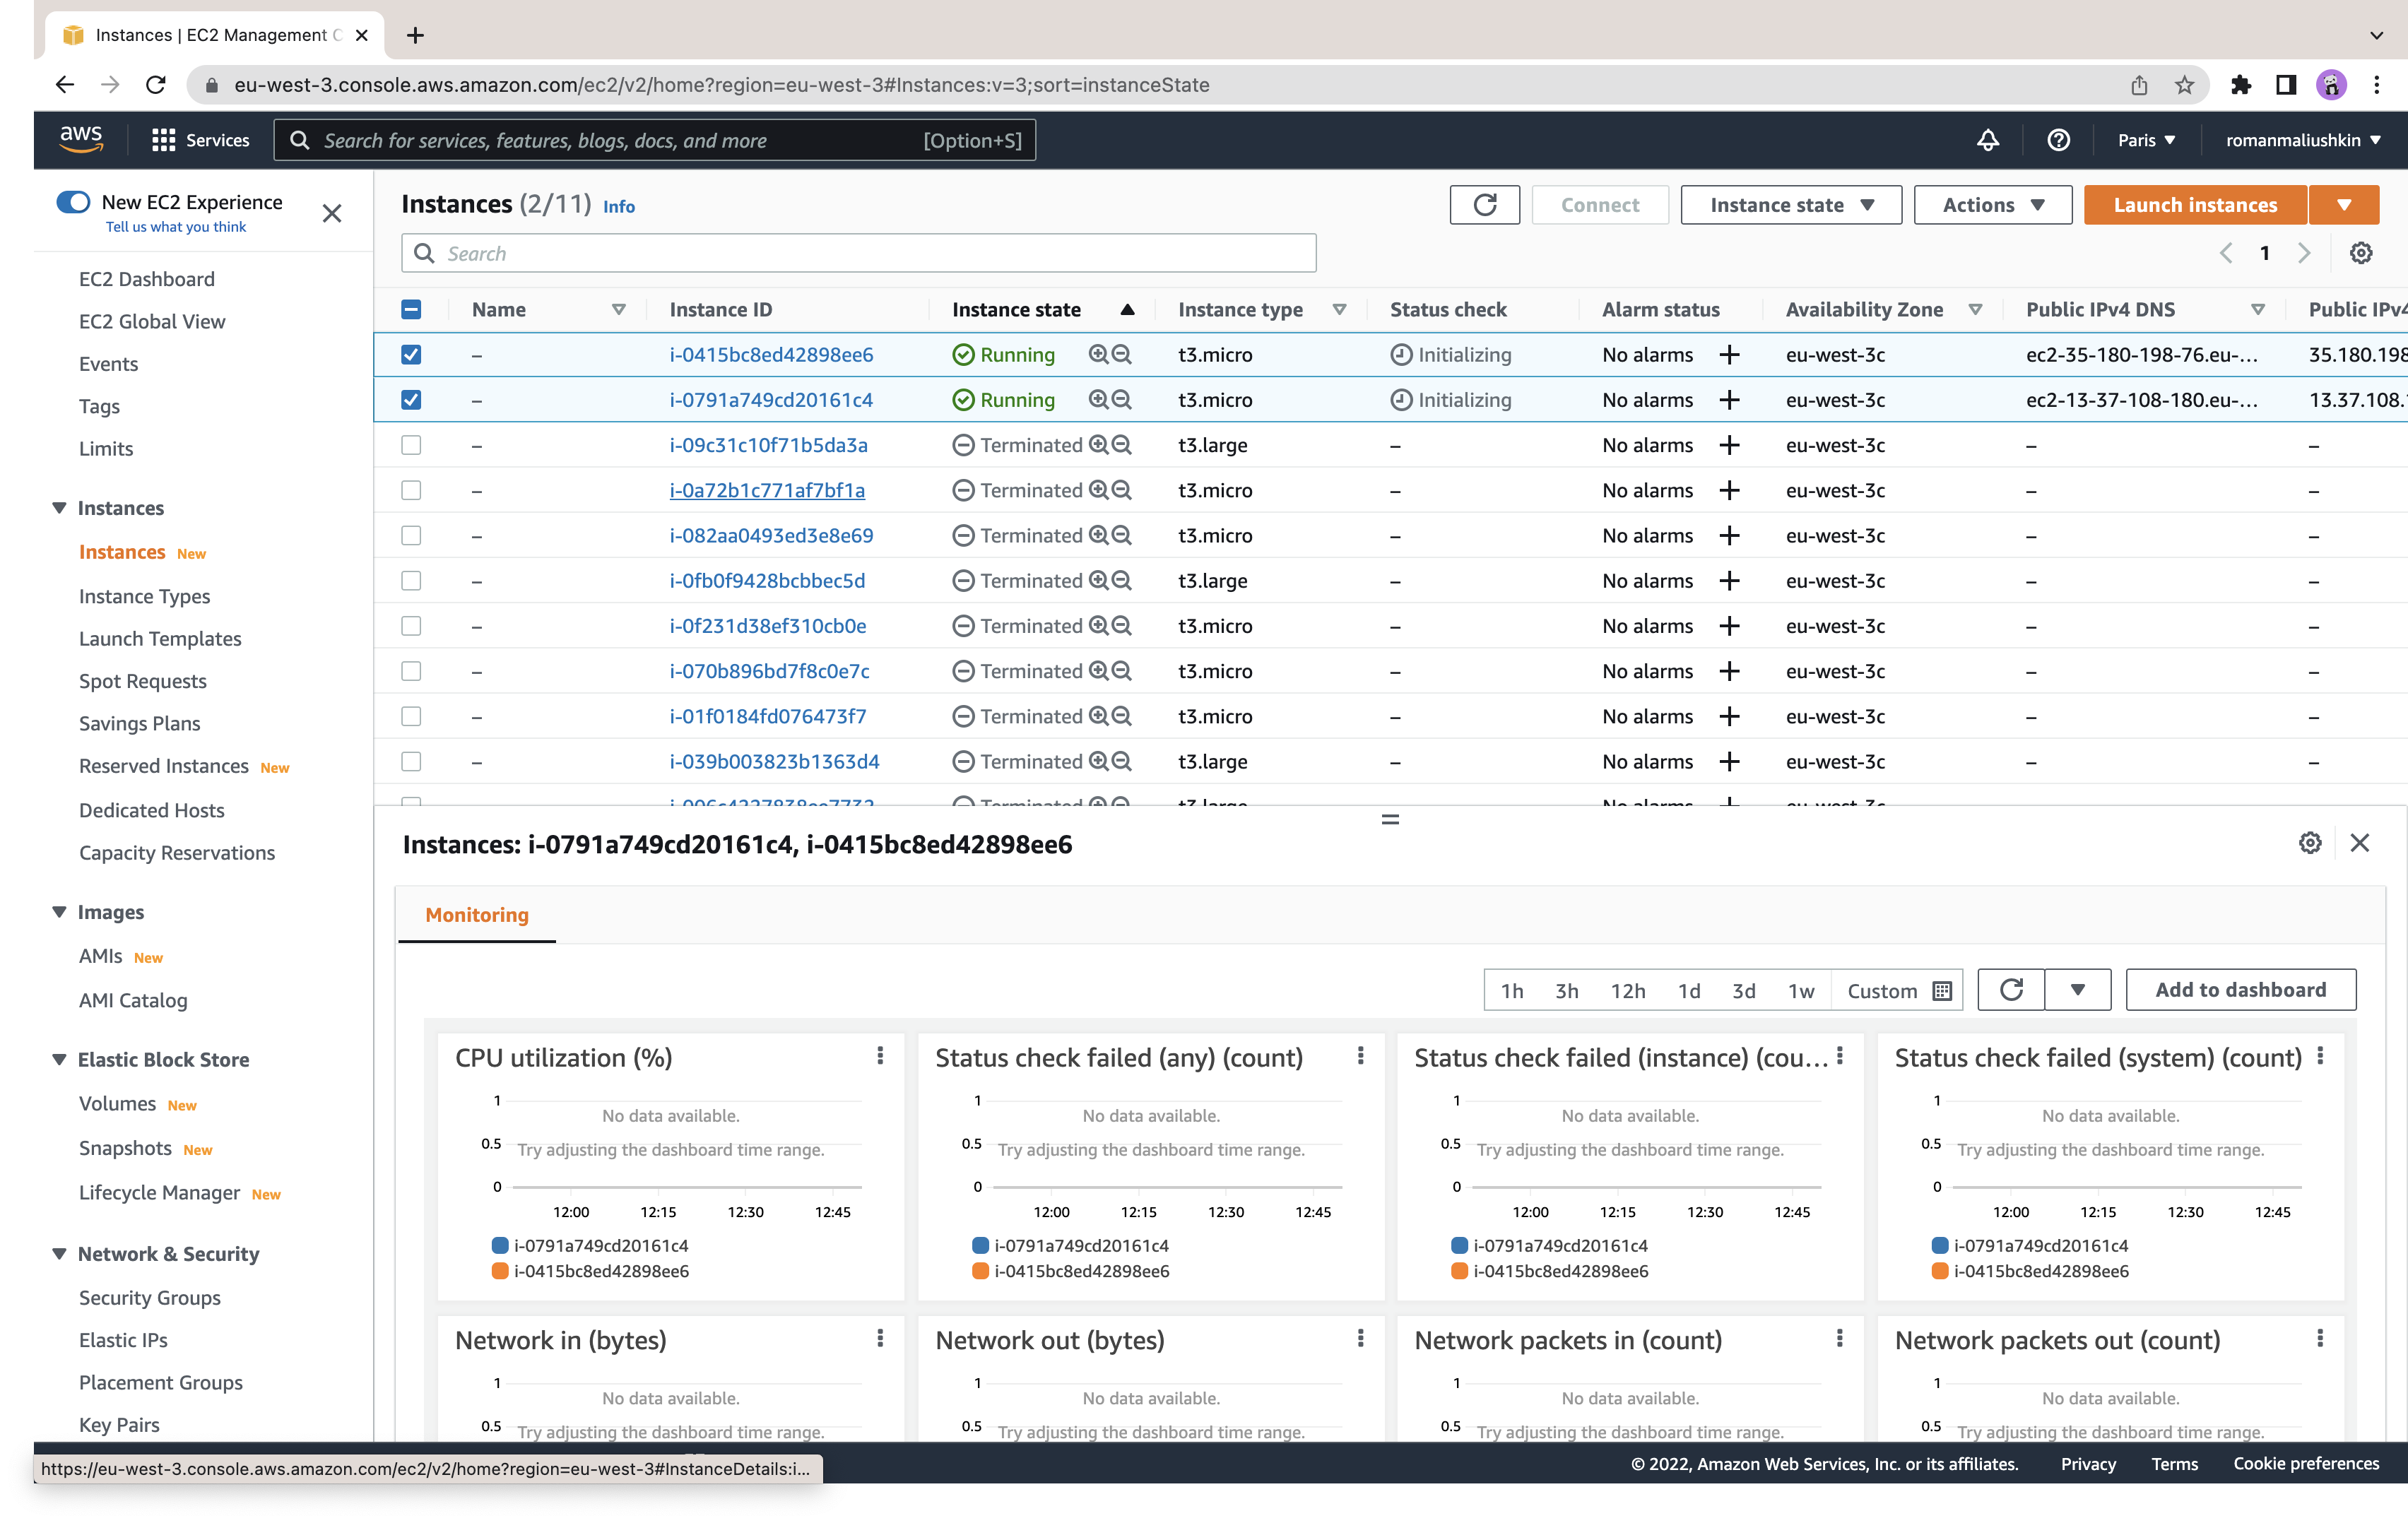 Instances | EC2 Management C
eu-west-3.console.aws.amazon.com/ec2/v2/home?region=eu-west-3#Instances:v=3;sort=instanceState
aws Services Search for services, features, blogs, docs, and more [Option+S] Paris romanmaliushkin
New EC2 Experience
Tell us what you think
EC2 Dashboard
EC2 Global View
Events
Tags
Limits
Instances
Instances New
Instance Types
Launch Templates
Spot Requests
Savings Plans
Reserved Instances New
Dedicated Hosts
Capacity Reservations
Images
AMIs New
AMI Catalog
Elastic Block Store
Volumes New
Snapshots New
Lifecycle Manager New
Network & Security
Security Groups
Elastic IPs
Placement Groups
Key Pairs
Instances (2/11) Info Connect Instance state Actions Launch instances
Search 1
Name Instance ID Instance state Instance type Status check Alarm status Availability Zone Public IPv4 DNS Public IPv4
– i-0415bc8ed42898ee6 Running t3.micro Initializing No alarms + eu-west-3c ec2-35-180-198-76.eu-... 35.180.198
– i-0791a749cd20161c4 Running t3.micro Initializing No alarms + eu-west-3c ec2-13-37-108-180.eu-... 13.37.108.
– i-09c31c10f71b5da3a Terminated t3.large – No alarms + eu-west-3c – –
– i-0a72b1c771af7bf1a Terminated t3.micro – No alarms + eu-west-3c – –
– i-082aa0493ed3e8e69 Terminated t3.micro – No alarms + eu-west-3c – –
– i-0fb0f9428bcbbec5d Terminated t3.large – No alarms + eu-west-3c – –
– i-0f231d38ef310cb0e Terminated t3.micro – No alarms + eu-west-3c – –
– i-070b896bd7f8c0e7c Terminated t3.micro – No alarms + eu-west-3c – –
– i-01f0184fd076473f7 Terminated t3.micro – No alarms + eu-west-3c – –
– i-039b003823b1363d4 Terminated t3.large – No alarms + eu-west-3c – –
Terminated t3.large No alarms + eu-west-3c
Instances: i-0791a749cd20161c4, i-0415bc8ed42898ee6
Monitoring
1h 3h 12h 1d 3d 1w Custom Add to dashboard
CPU utilization (%)
1
No data available.
0.5
Try adjusting the dashboard time range.
0
12:00 12:15 12:30 12:45
i-0791a749cd20161c4
i-0415bc8ed42898ee6
Status check failed (any) (count)
1
No data available.
0.5
Try adjusting the dashboard time range.
0
12:00 12:15 12:30 12:45
i-0791a749cd20161c4
i-0415bc8ed42898ee6
Status check failed (instance) (cou...
1
No data available.
0.5
Try adjusting the dashboard time range.
0
12:00 12:15 12:30 12:45
i-0791a749cd20161c4
i-0415bc8ed42898ee6
Status check failed (system) (count)
1
No data available.
0.5
Try adjusting the dashboard time range.
0
12:00 12:15 12:30 12:45
i-0791a749cd20161c4
i-0415bc8ed42898ee6
Network in (bytes)
1
No data available.
0.5
Try adjusting the dashboard time range.
Network out (bytes)
1
No data available.
0.5
Try adjusting the dashboard time range.
Network packets in (count)
1
No data available.
0.5
Try adjusting the dashboard time range.
Network packets out (count)
1
No data available.
0.5
Try adjusting the dashboard time range.
https://eu-west-3.console.aws.amazon.com/ec2/v2/home?region=eu-west-3#InstanceDetails:i...
© 2022, Amazon Web Services, Inc. or its affiliates. Privacy Terms Cookie preferences